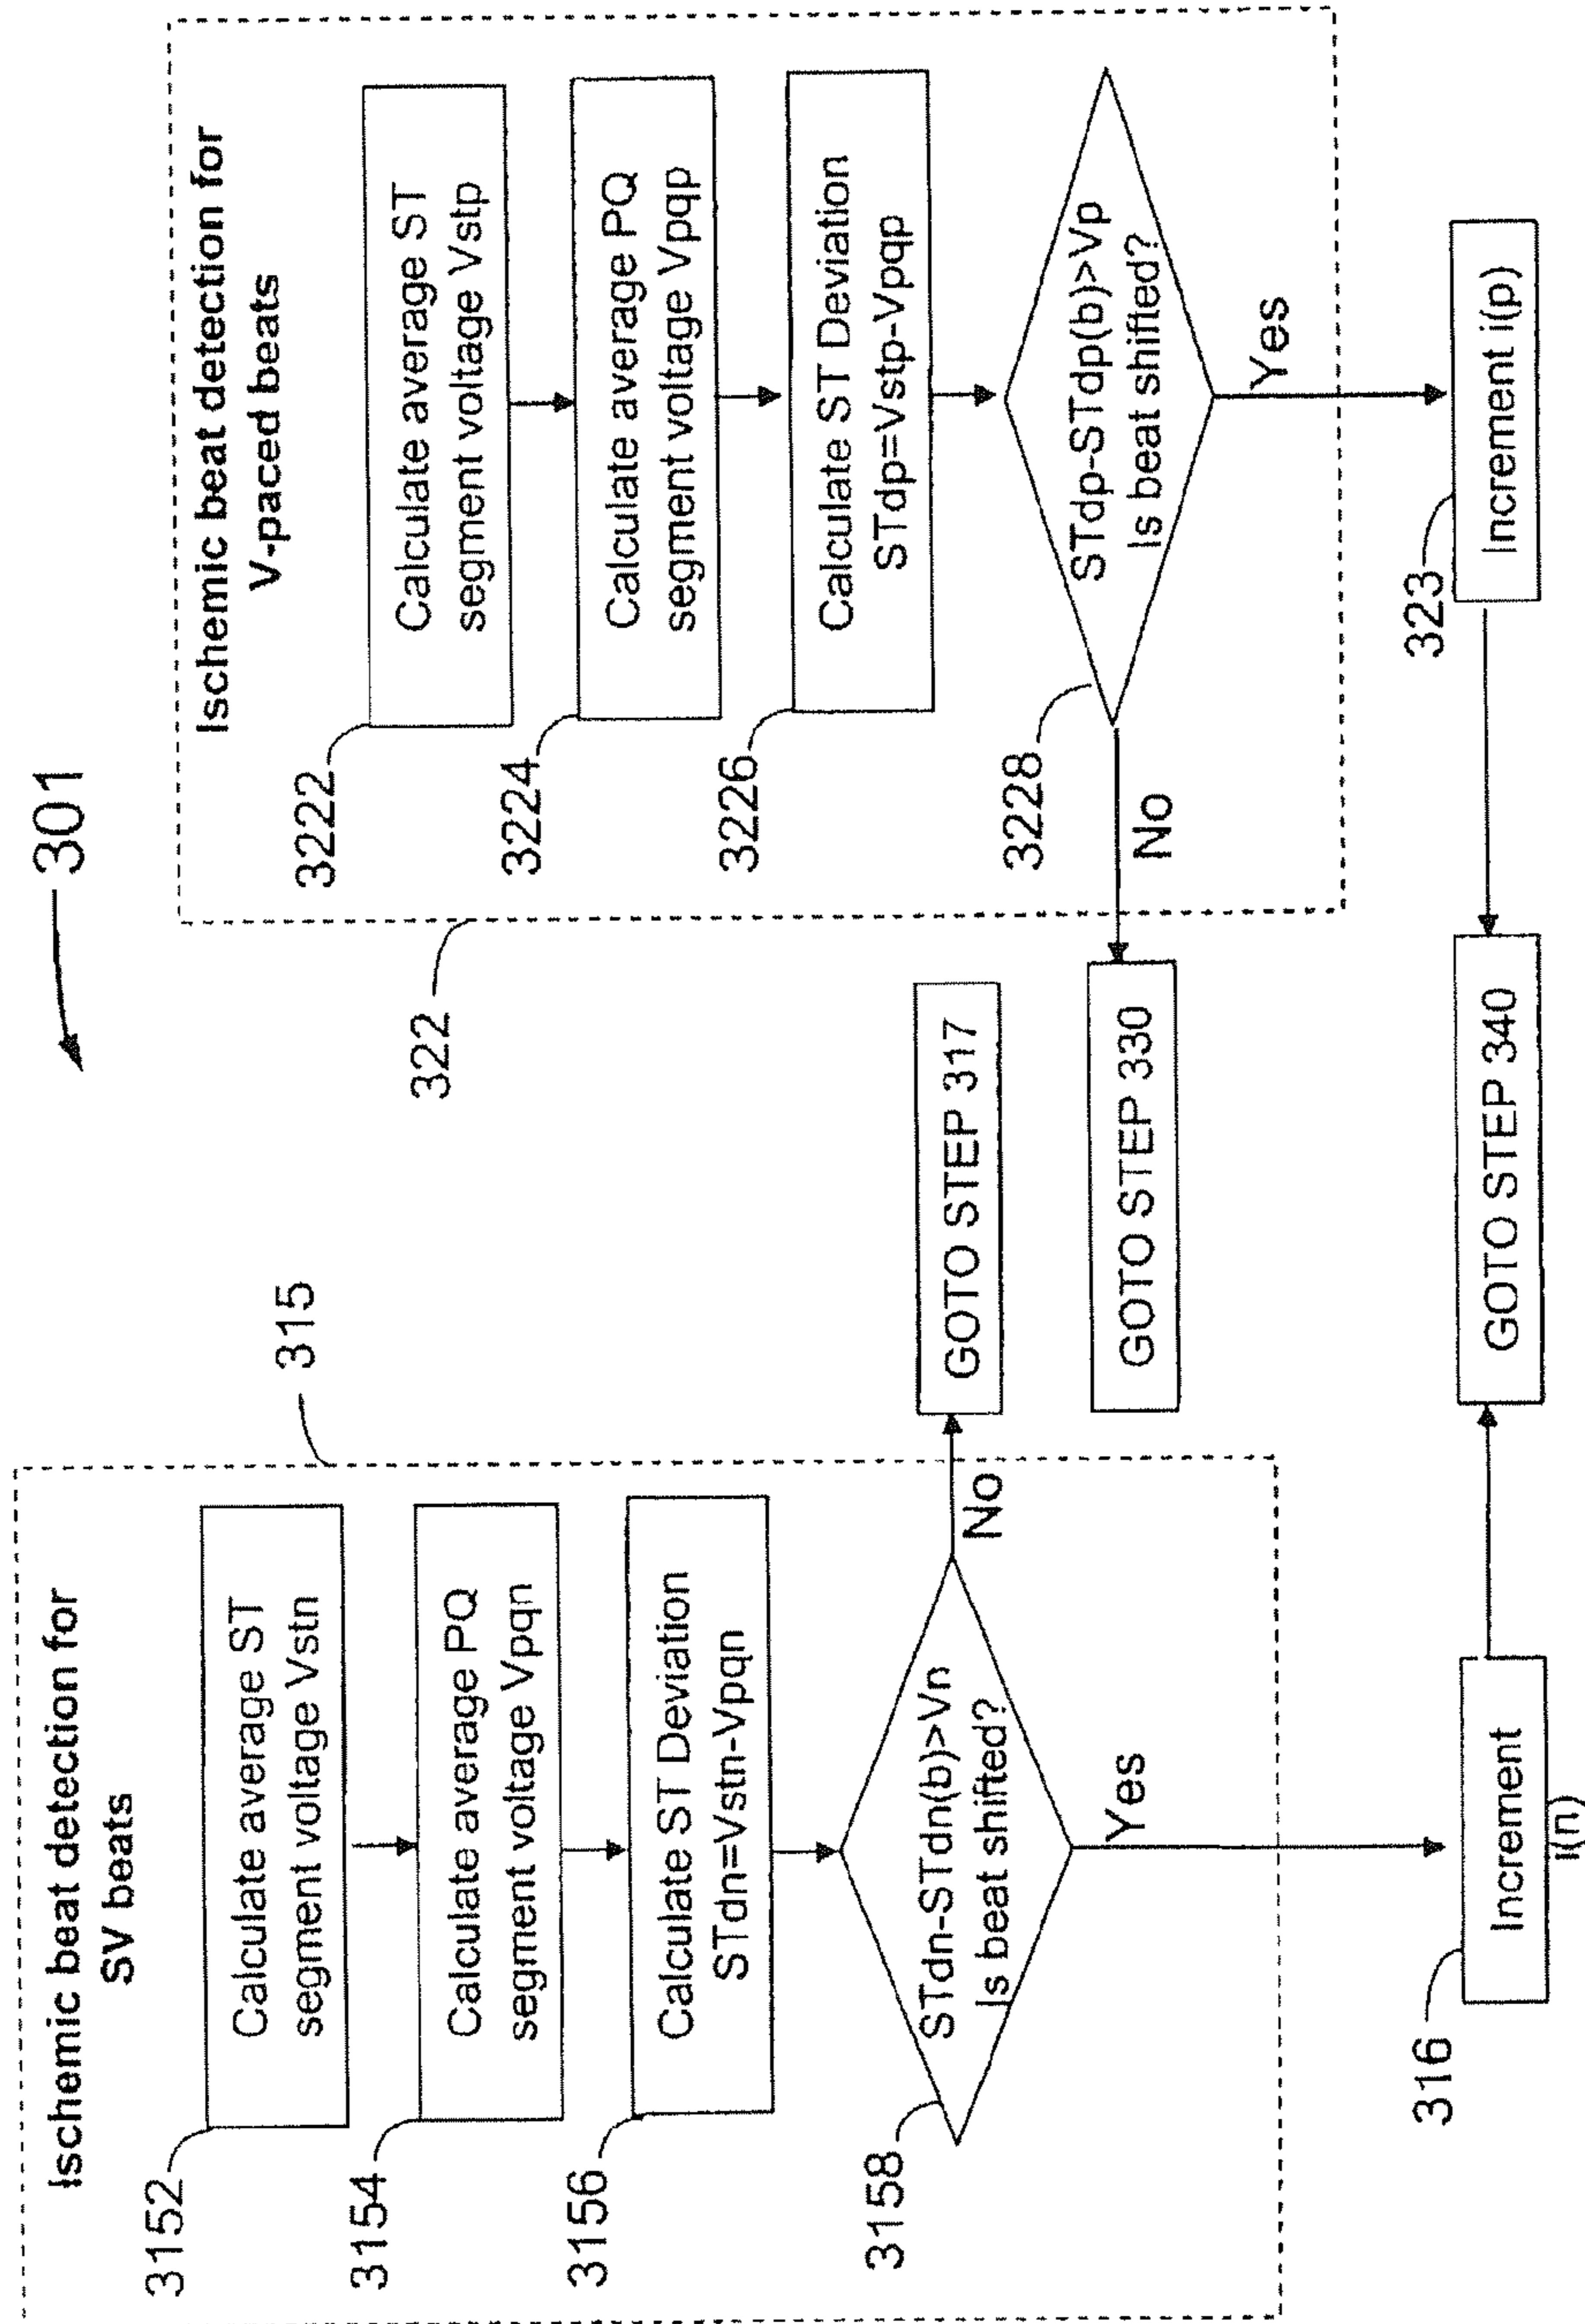 301
Ischemic beat detection for
SV beats
315
3152
Calculate average ST
segment voltage Vstn
3154
Calculate average PQ
segment voltage Vpqn
3156
Calculate ST Deviation
STdn=Vstn-Vpqn
3158
STdn-STdn(b)>Vn
Is beat shifted?
No
GOTO STEP 317
Yes
316
Increment
i(n)
Ischemic beat detection for
V-paced beats
322
3222
Calculate average ST
segment voltage Vstp
3224
Calculate average PQ
segment voltage Vpqp
3226
Calculate ST Deviation
STdp=Vstp-Vpqp
3228
STdp-STdp(b)>Vp
Is beat shifted?
No
GOTO STEP 330
Yes
323
Increment i(p)
GOTO STEP 340